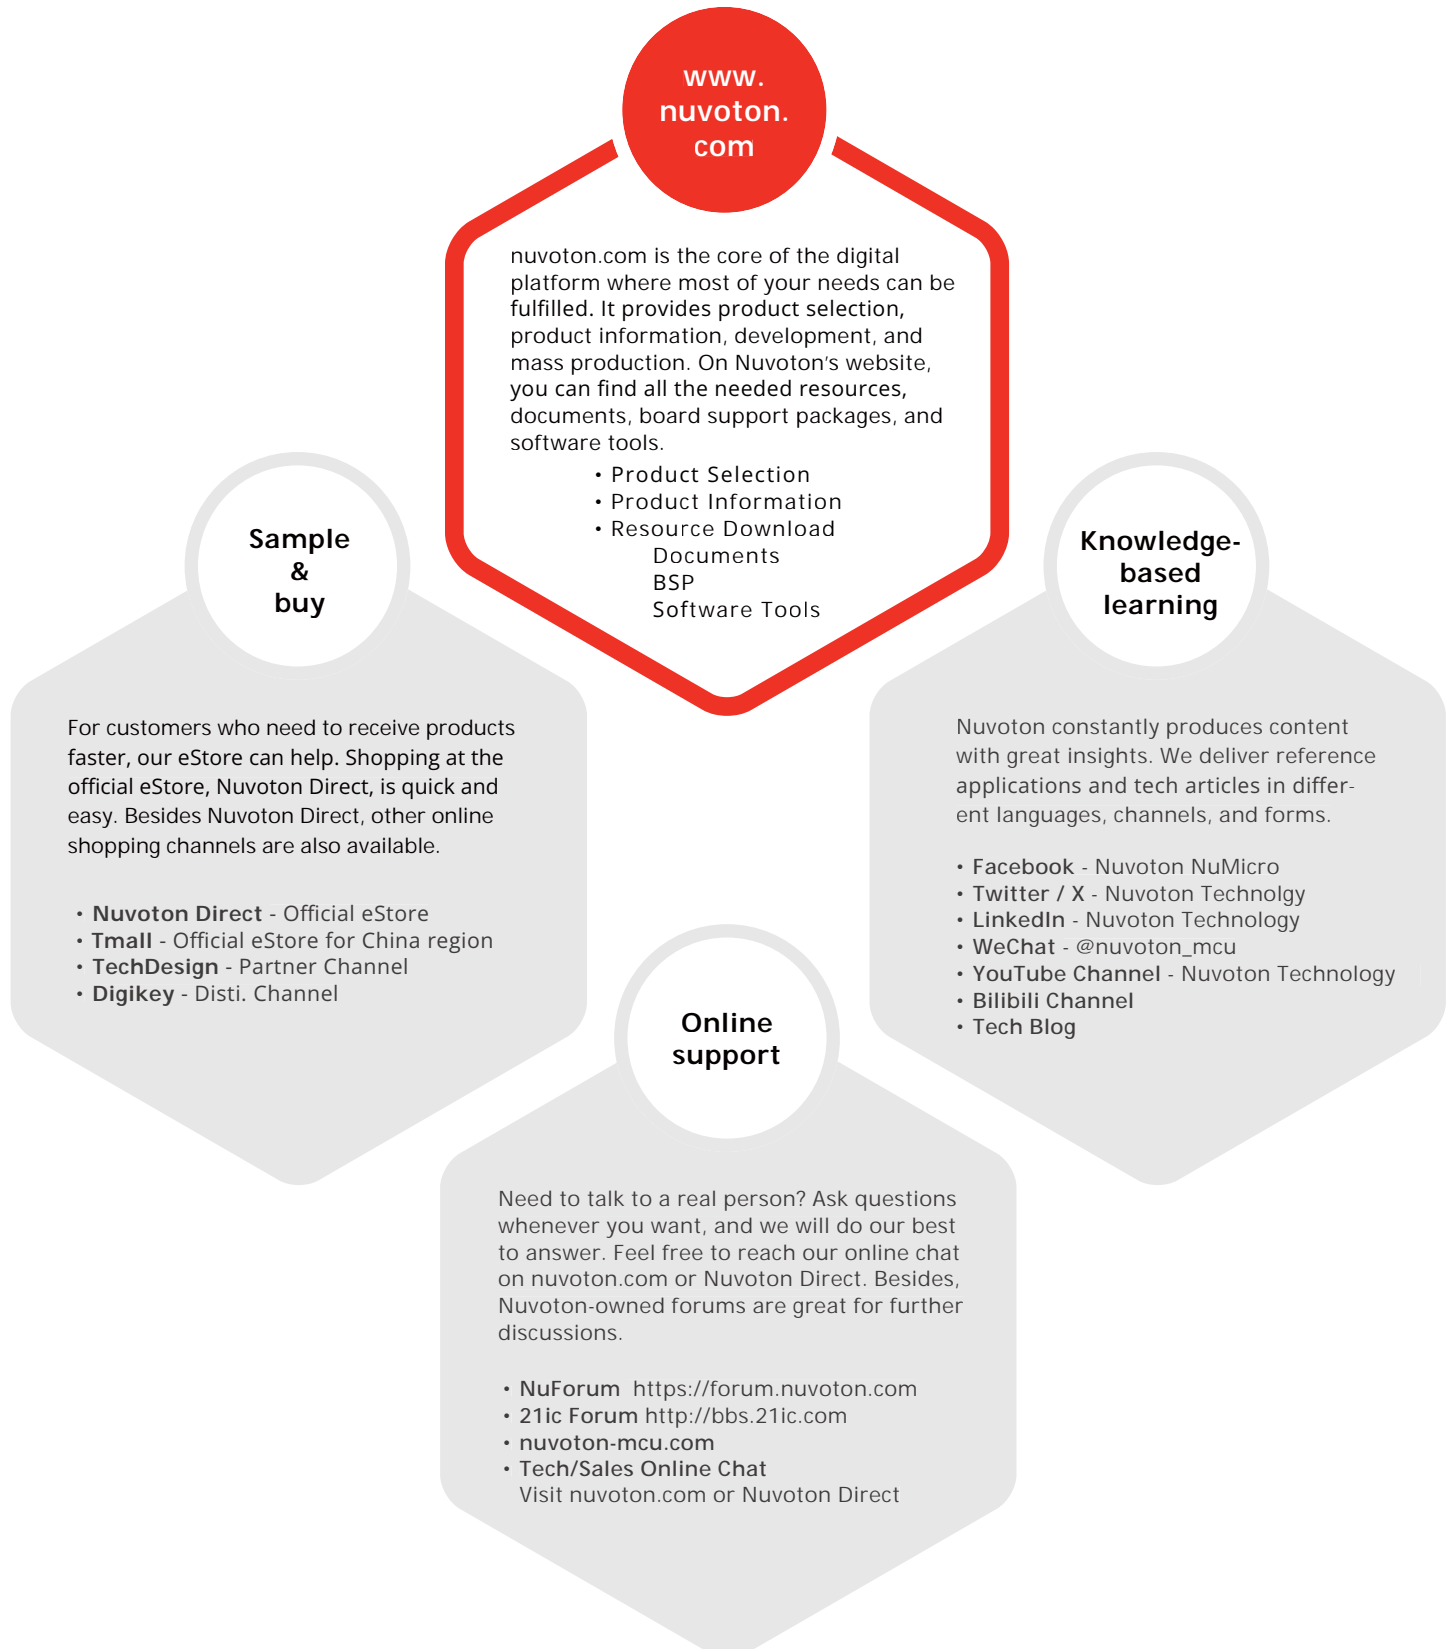 www.
nuvoton.
com
nuvoton.com is the core of the digital
platform where most of your needs can be
fulfilled. It provides product selection,
product information, development, and
mass production. On Nuvoton's website,
you can find all the needed resources,
documents, board support packages, and
software tools.
• Product Selection
• Product Information
• Resource Download
Documents
BSP
Software Tools
Sample
&
buy
For customers who need to receive products
faster, our eStore can help. Shopping at the
official eStore, Nuvoton Direct, is quick and
easy. Besides Nuvoton Direct, other online
shopping channels are also available.
• Nuvoton Direct - Official eStore
• Tmall - Official eStore for China region
• TechDesign - Partner Channel
• Digikey - Disti. Channel
Knowledge-
based
learning
Nuvoton constantly produces content
with great insights. We deliver reference
applications and tech articles in differ-
ent languages, channels, and forms.
• Facebook - Nuvoton NuMicro
• Twitter / X - Nuvoton Technolgy
• LinkedIn - Nuvoton Technology
• WeChat - @nuvoton_mcu
• YouTube Channel - Nuvoton Technology
• Bilibili Channel
• Tech Blog
Online
support
Need to talk to a real person? Ask questions
whenever you want, and we will do our best
to answer. Feel free to reach our online chat
on nuvoton.com or Nuvoton Direct. Besides,
Nuvoton-owned forums are great for further
discussions.
• NuForum  https://forum.nuvoton.com
• 21ic Forum http://bbs.21ic.com
• nuvoton-mcu.com
• Tech/Sales Online Chat
Visit nuvoton.com or Nuvoton Direct